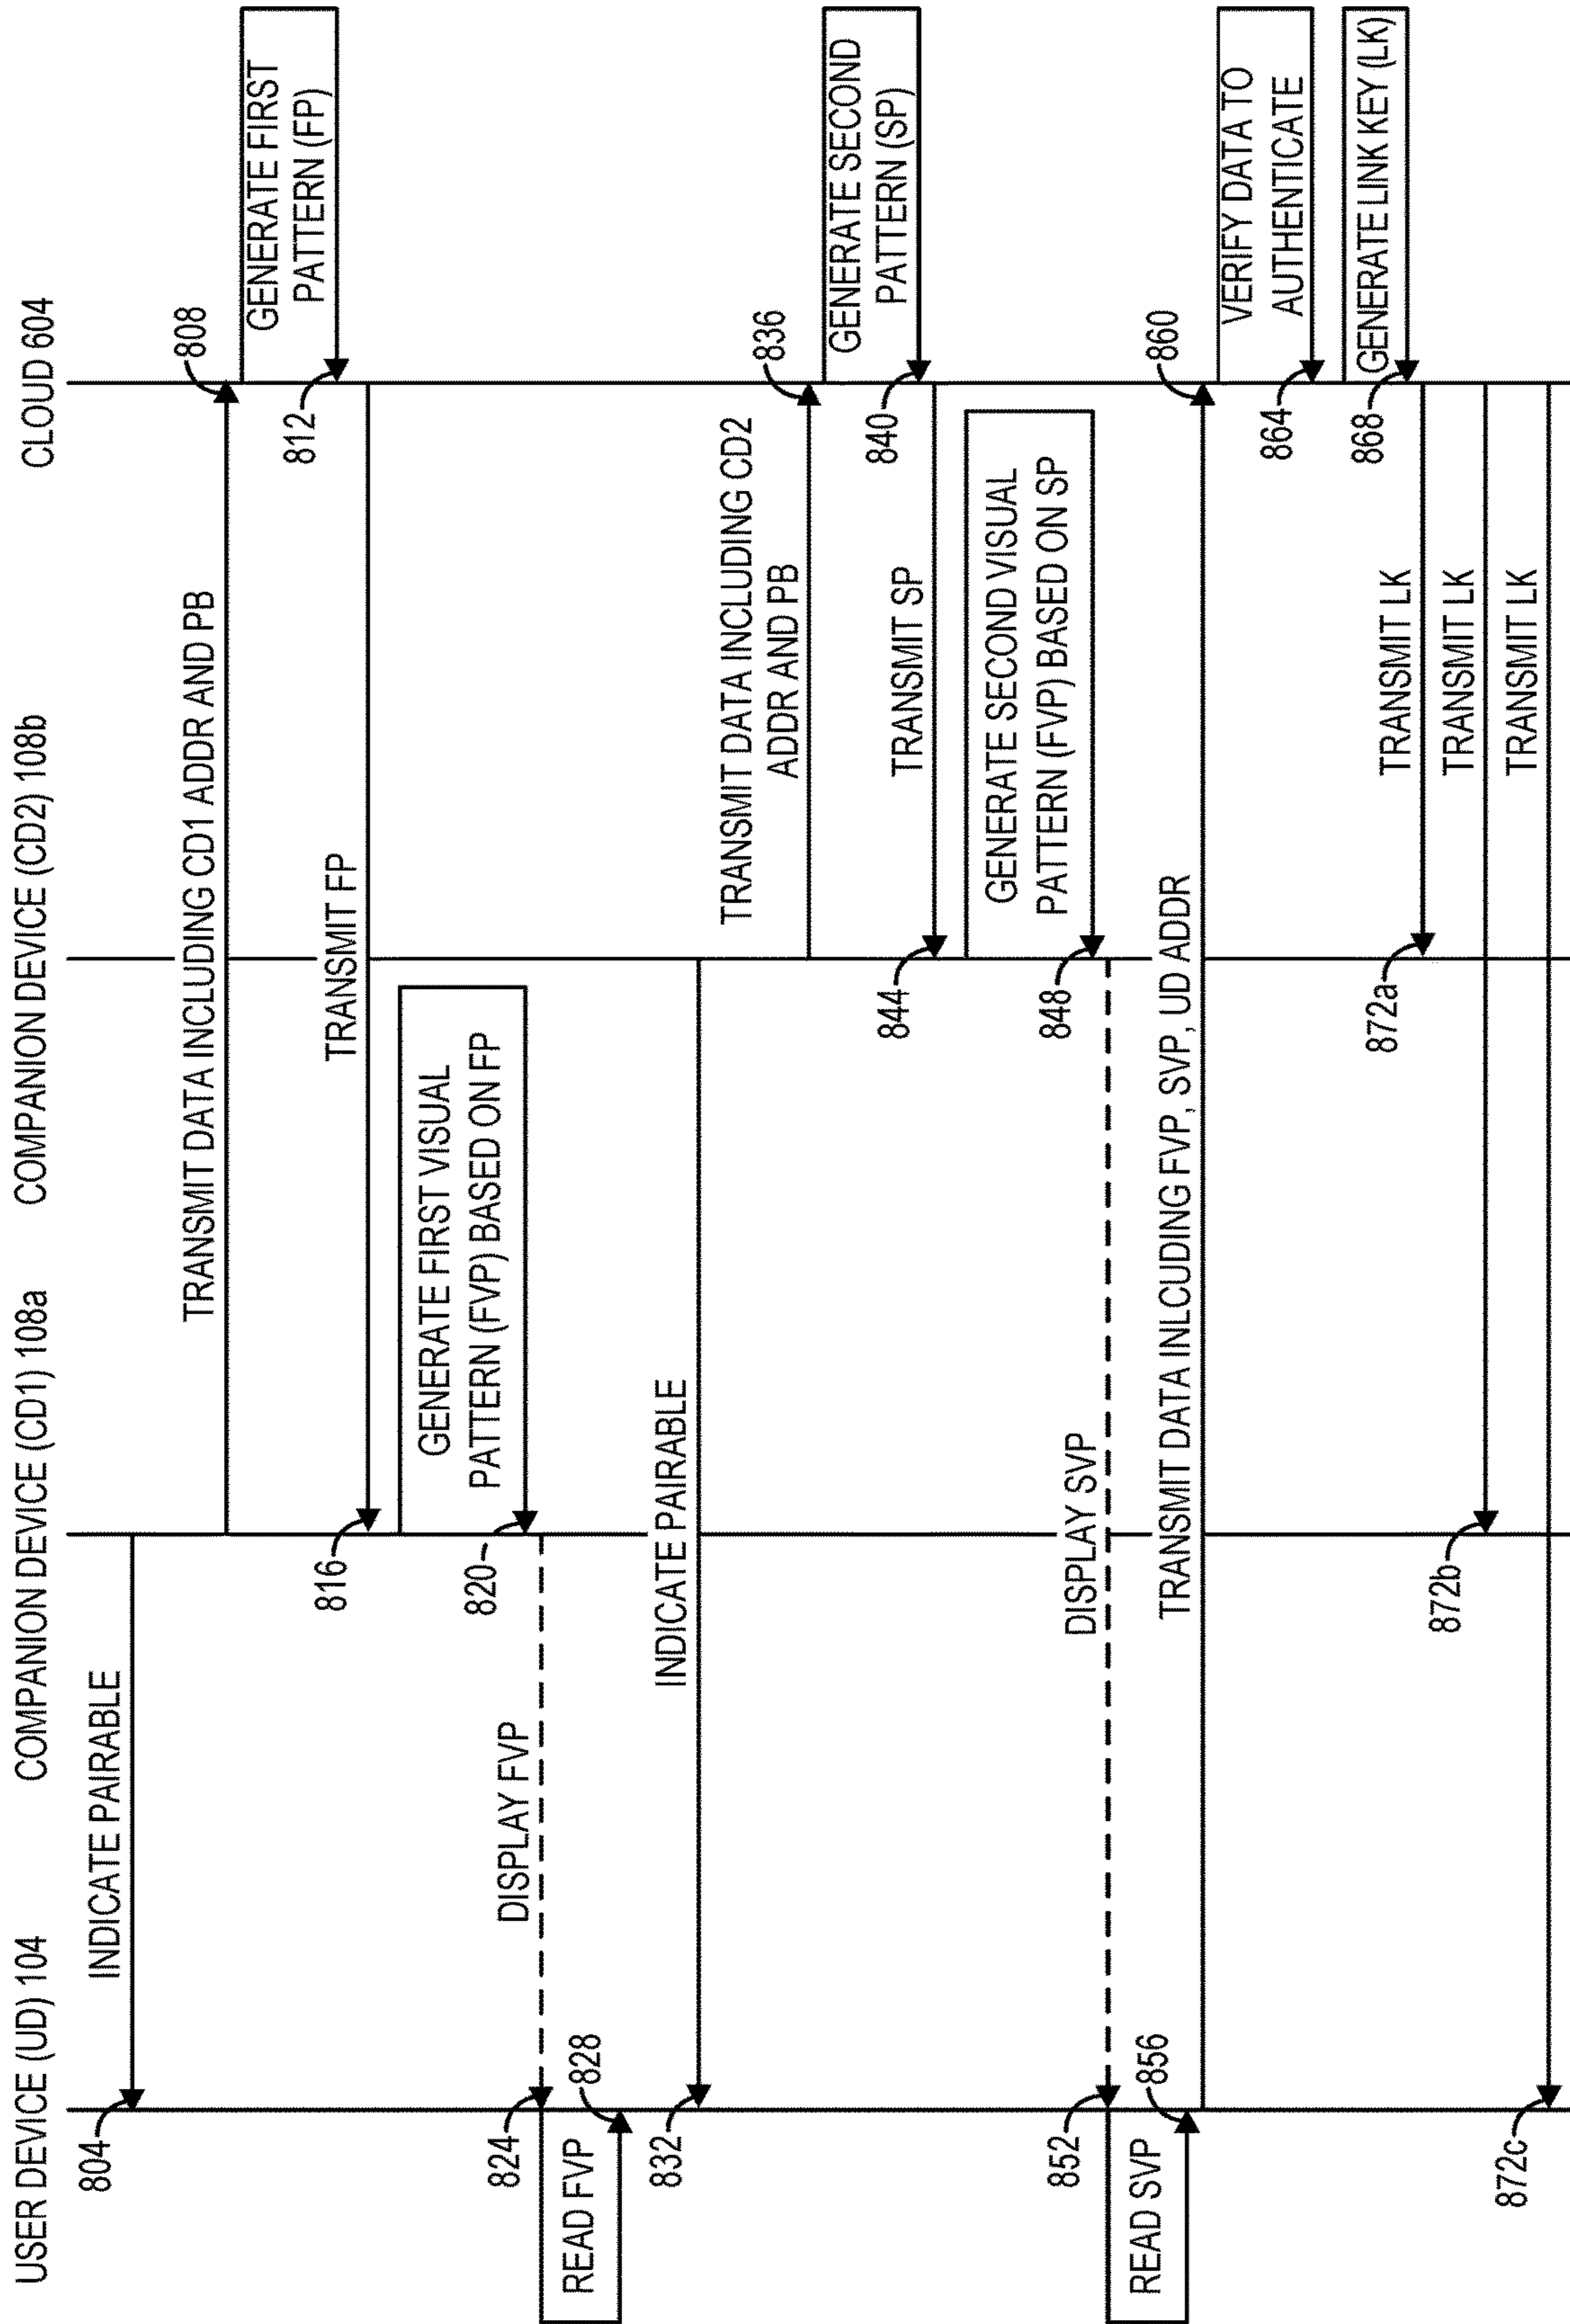 USER DEVICE (UD) 104
COMPANION DEVICE (CD1) 108a
COMPANION DEVICE (CD2) 108b
CLOUD 604
INDICATE PAIRABLE
804
TRANSMIT DATA INCLUDING CD1 ADDR AND PB
808
GENERATE FIRST
PATTERN (FP)
812
TRANSMIT FP
816
GENERATE FIRST VISUAL
PATTERN (FVP) BASED ON FP
820
DISPLAY FVP
824
READ FVP
828
INDICATE PAIRABLE
832
TRANSMIT DATA INCLUDING CD2
ADDR AND PB
836
GENERATE SECOND
PATTERN (SP)
840
TRANSMIT SP
844
GENERATE SECOND VISUAL
PATTERN (FVP) BASED ON SP
848
DISPLAY SVP
852
READ SVP
856
TRANSMIT DATA INLCUDING FVP, SVP, UD ADDR
860
VERIFY DATA TO
AUTHENTICATE
864
GENERATE LINK KEY (LK)
868
TRANSMIT LK
872a
TRANSMIT LK
872b
TRANSMIT LK
872c